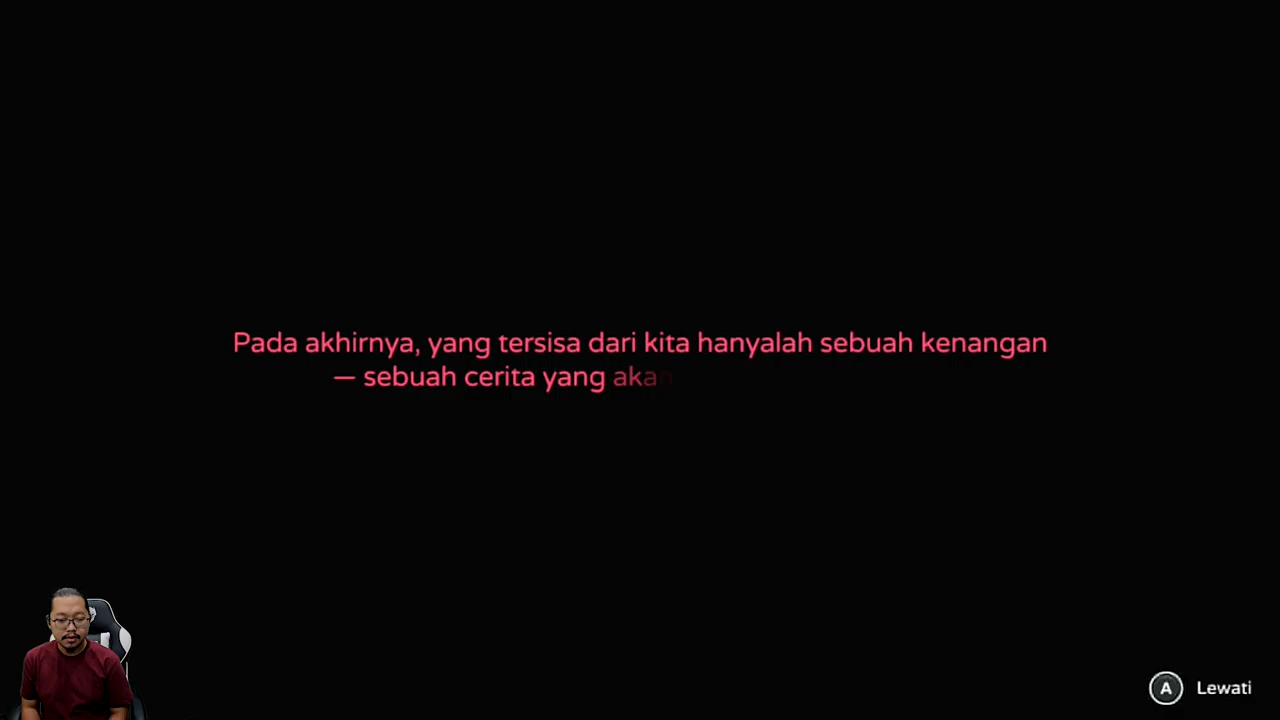 Pada akhirnya, yang tersisa dari kita hanyalah sebuah kenangan
— sebuah cerita yang akan
A Lewati